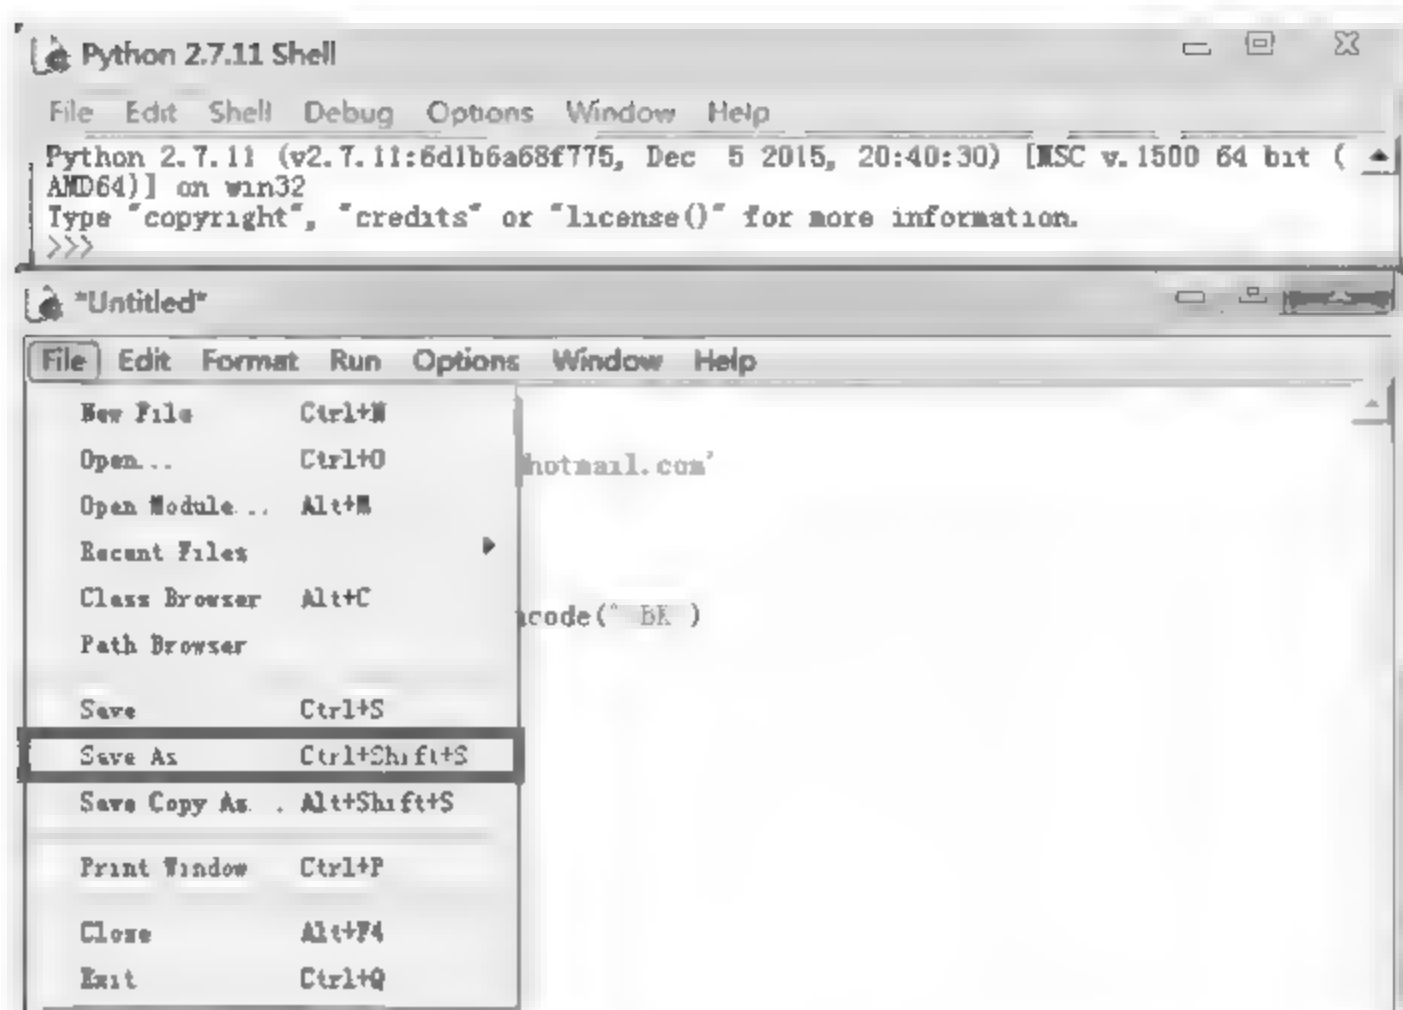 Python 2.7.11 Shell
File Edit Shell Debug Options Window Help
Python 2.7.11 (v2.7.11:6d1b6a68f775, Dec 5 2015, 20:40:30) [MSC v.1500 64 bit (
AMD64)] on win32
Type "copyright", "credits" or "license()" for more information.
>>>
*Untitled*
File Edit Format Run Options Window Help
New File Ctrl+N
Open... Ctrl+O
hotmail.com'
Open Module... Alt+M
Recent Files
Class Browser Alt+C
ncode(' BK )
Path Browser
Save Ctrl+S
Save As Ctrl+Shift+S
Save Copy As . Alt+Shift+S
Print Window Ctrl+P
Close Alt+F4
Exit Ctrl+Q